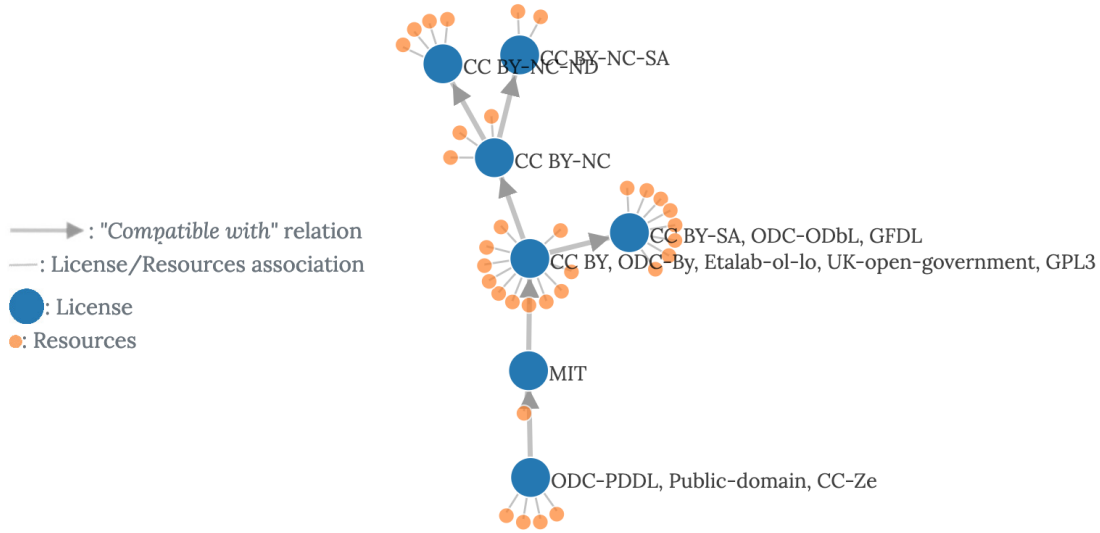 CC BY-NC-SA
CC BY-NC-ND
CC BY-NC
: "Compatible with" relation
CC BY-SA, ODC-ODbL, GFDL
: License/Resources association
CC BY, ODC-By, Etalab-ol-lo, UK-open-government, GPL3
: License
: Resources
MIT
ODC-PDDL, Public-domain, CC-Ze